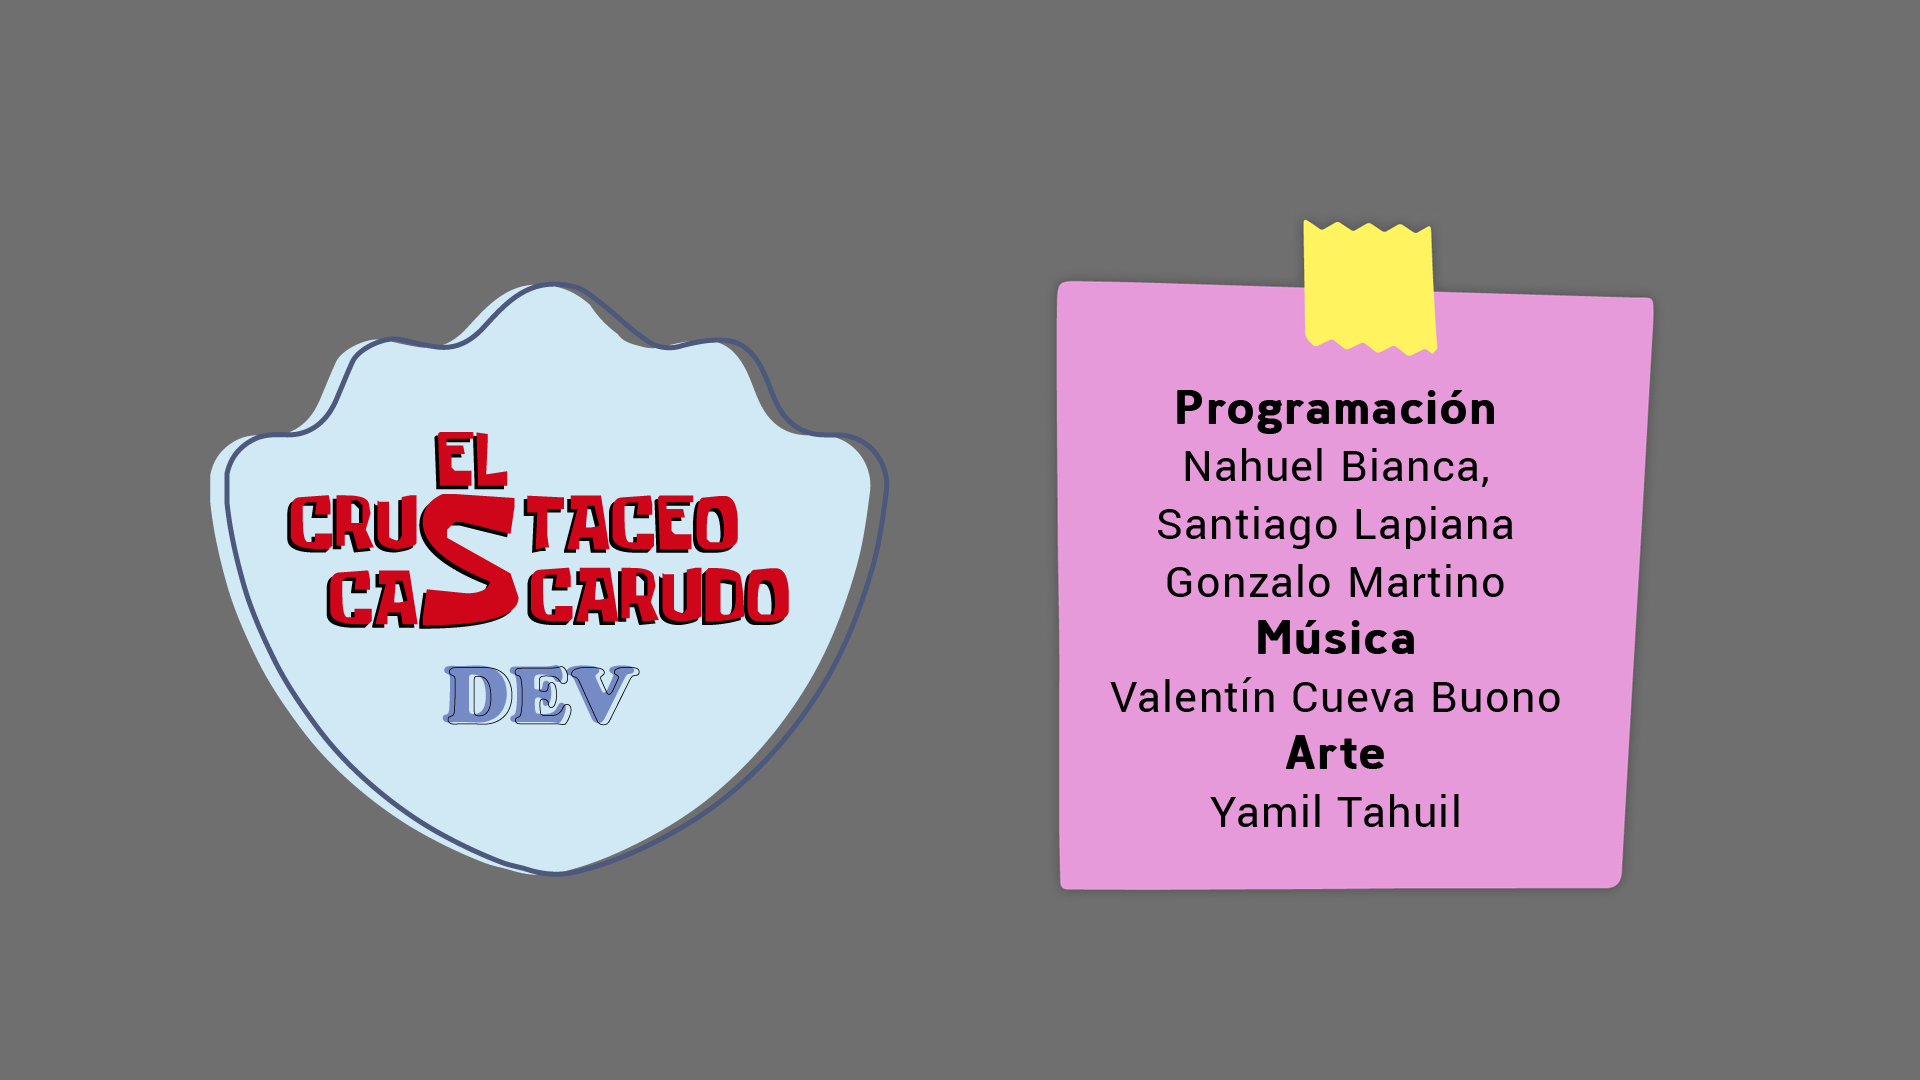 EL
CRUSTACEO
CASCARUDO
DEV
Programación
Nahuel Bianca,
Santiago Lapiana
Gonzalo Martino
Música
Valentín Cueva Buono
Arte
Yamil Tahuil